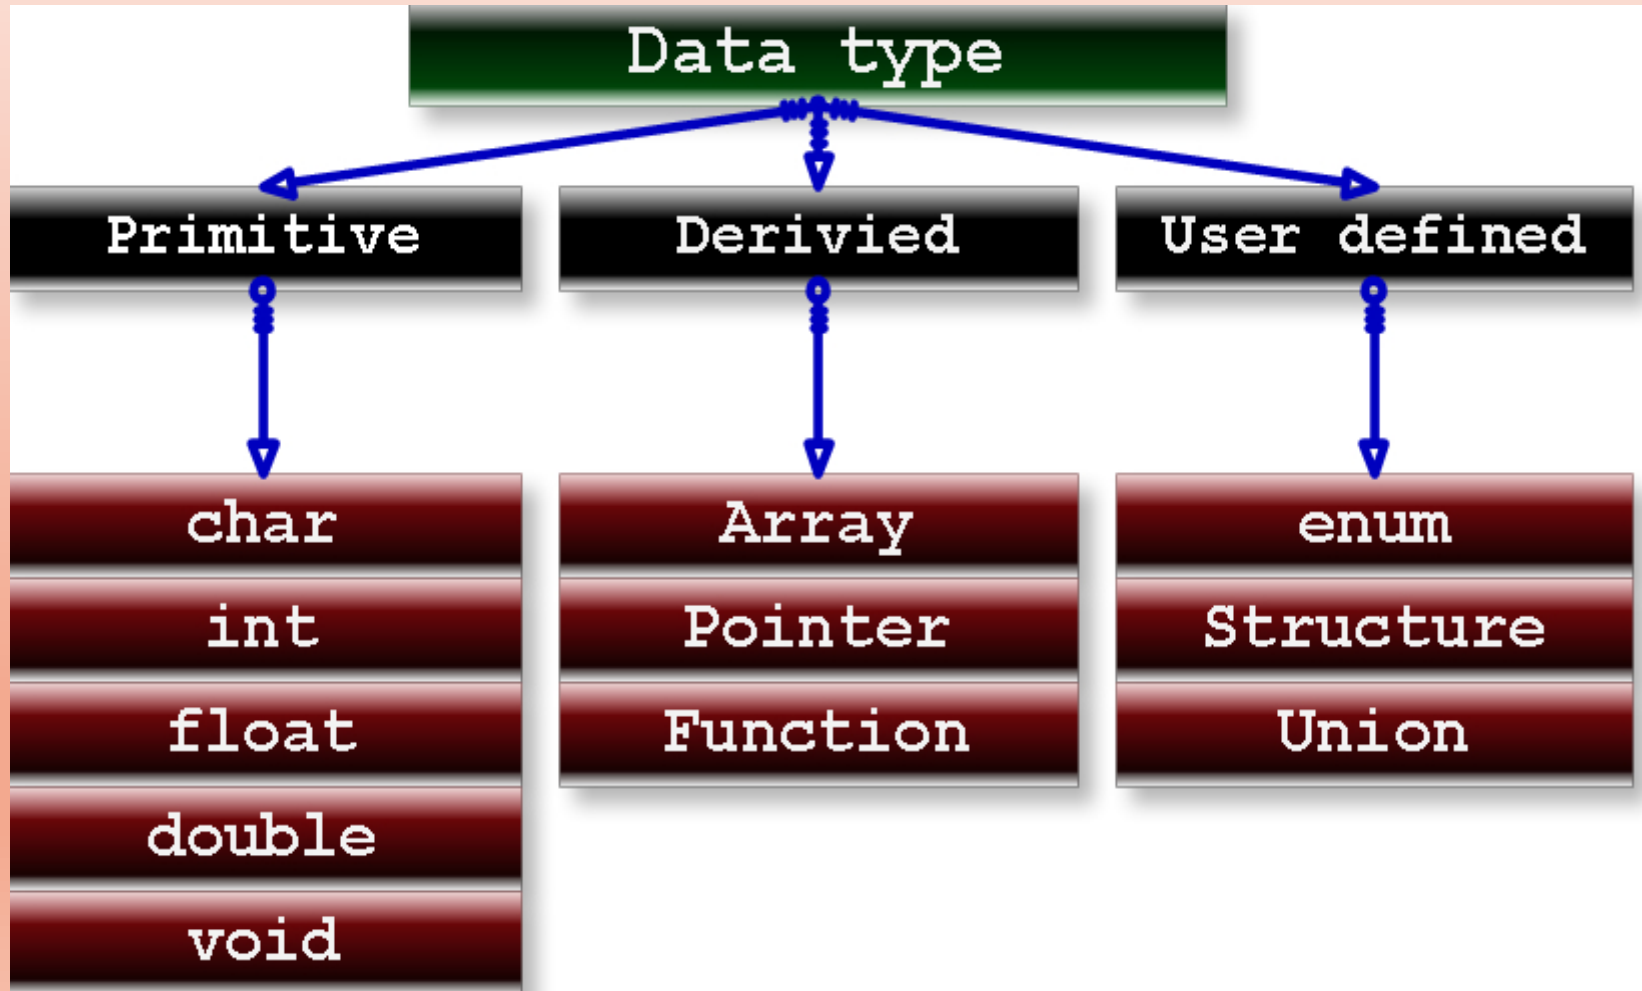 Data type
Primitive
Derivied
User defined
char
int
float
double
void
Array
Pointer
Function
enum
Structure
Union